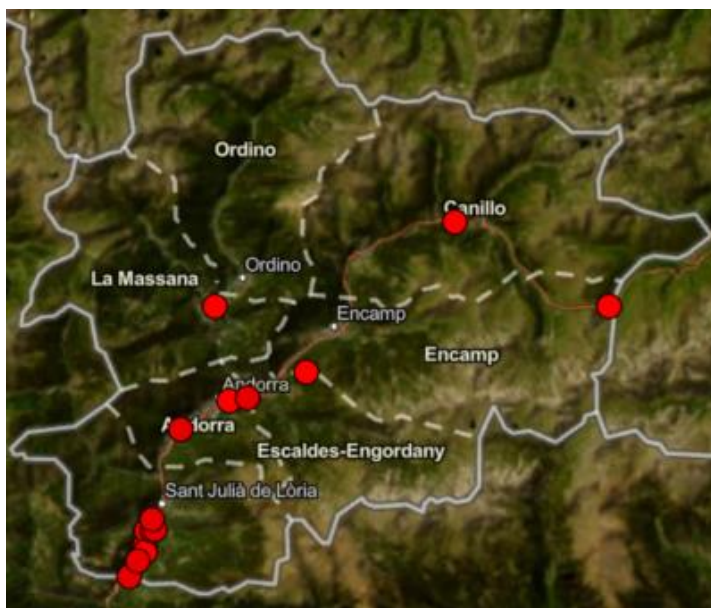 Ordino
Canillo
Ordino
La Massana
Encamp
Encamp
Andorra
Andorra
Escaldes-Engordany
Sant Julià de Lòria